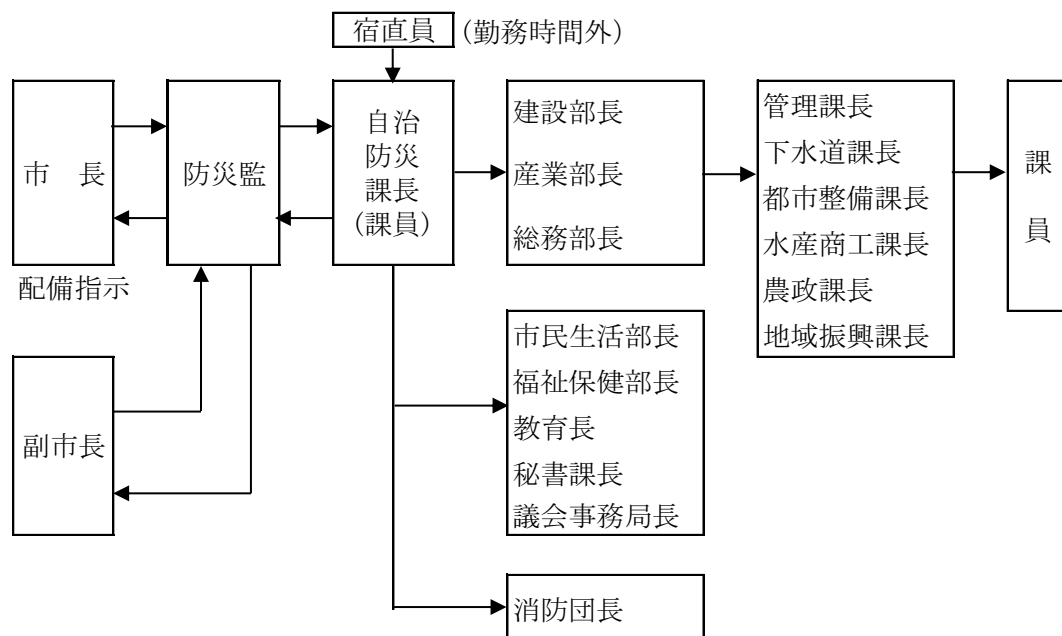 宿直員 (勤務時間外)
市 長
配備指示
防災監
自治
防災
課長
(課員)
建設部長
産業部長
総務部長
管理課長
下水道課長
都市整備課長
水産商工課長
農政課長
地域振興課長
課
員
副市長
市民生活部長
福祉保健部長
教育長
秘書課長
議会事務局長
消防団長